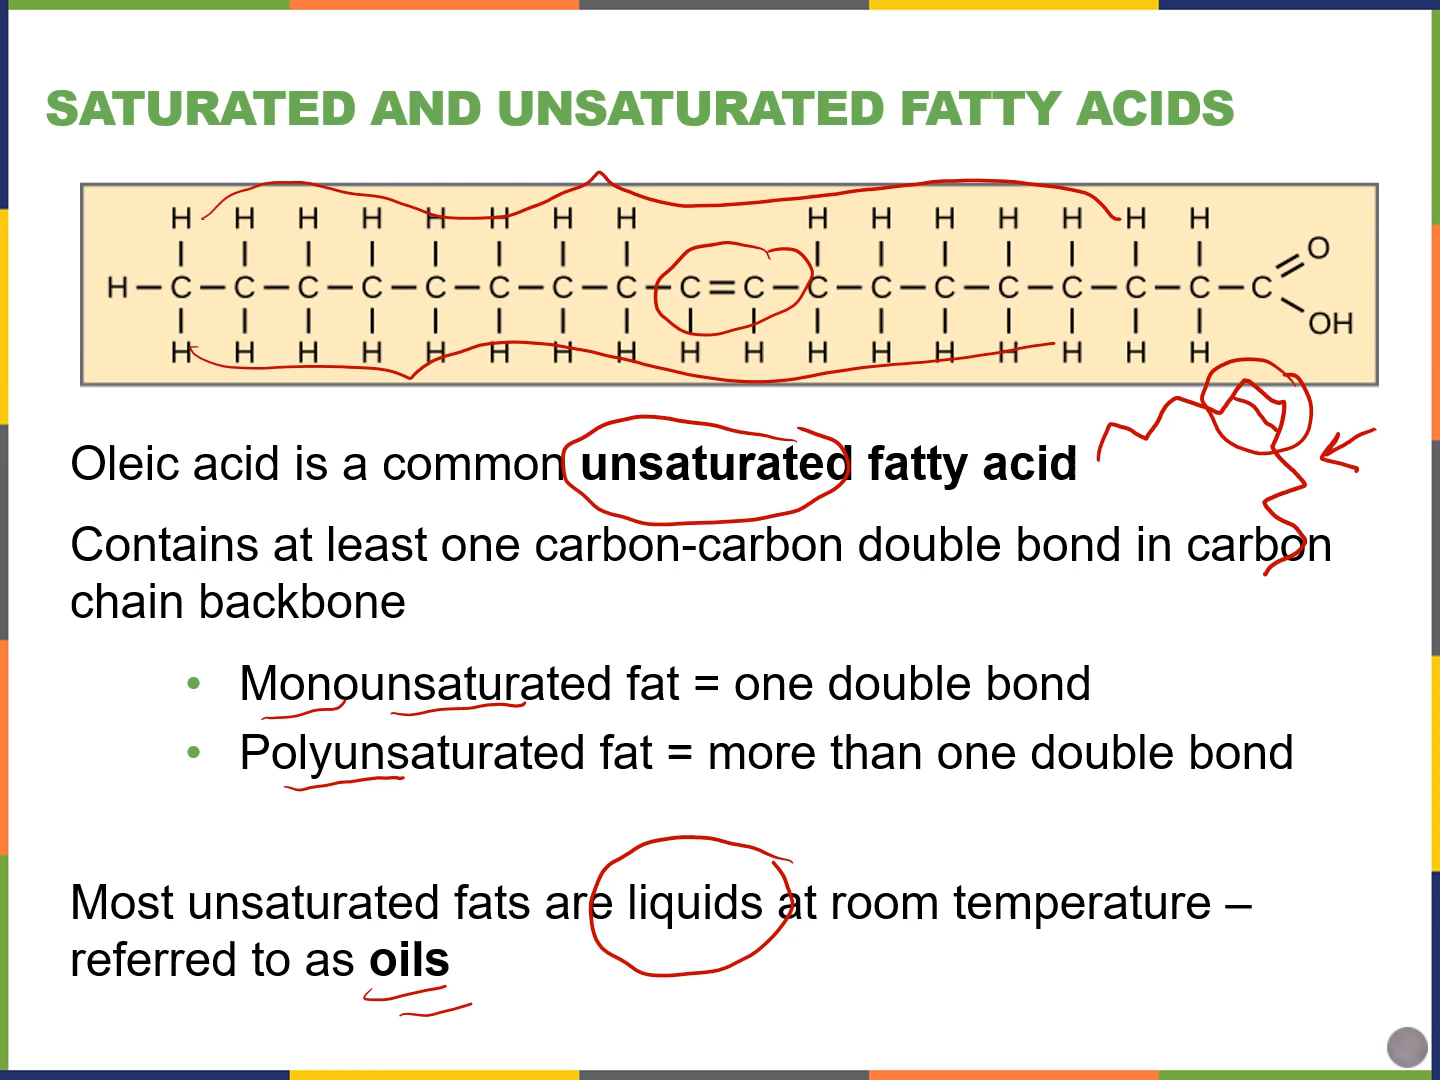 SATURATED AND UNSATURATED FATTY ACIDS
H H H H H H H H H H H H H H H
H C C C C C C C C C = C C C C C C C C C O
OH
H H H H H H H H H H H H H H H H H
Oleic acid is a common unsaturated fatty acid
Contains at least one carbon-carbon double bond in carbon
chain backbone
• Monounsaturated fat = one double bond
• Polyunsaturated fat = more than one double bond
Most unsaturated fats are liquids at room temperature –
referred to as oils